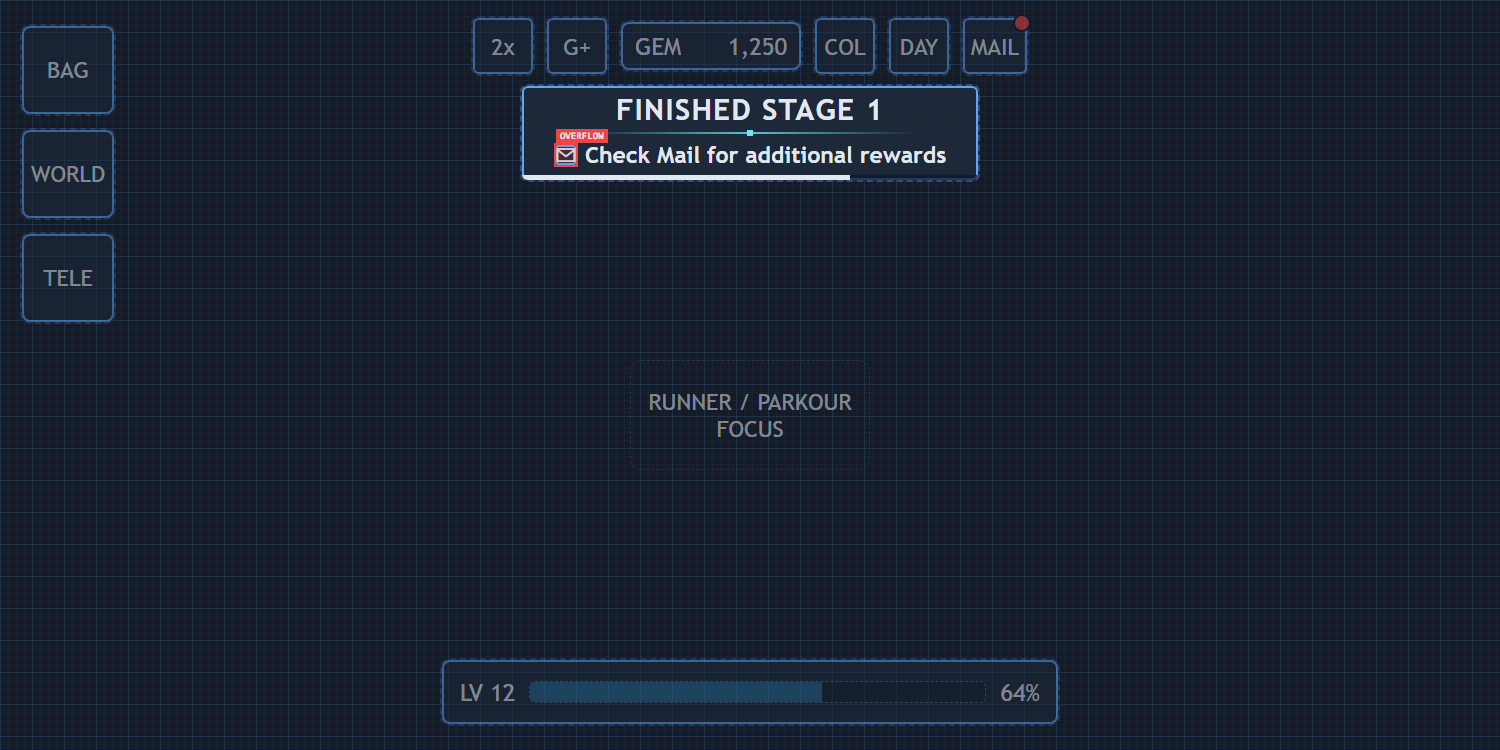 BAG
WORLD
TELE
2x
G+
GEM 1,250
COL
DAY
MAIL
FINISHED STAGE 1
OVERFLOW
Check Mail for additional rewards
RUNNER / PARKOUR
FOCUS
LV 12
64%